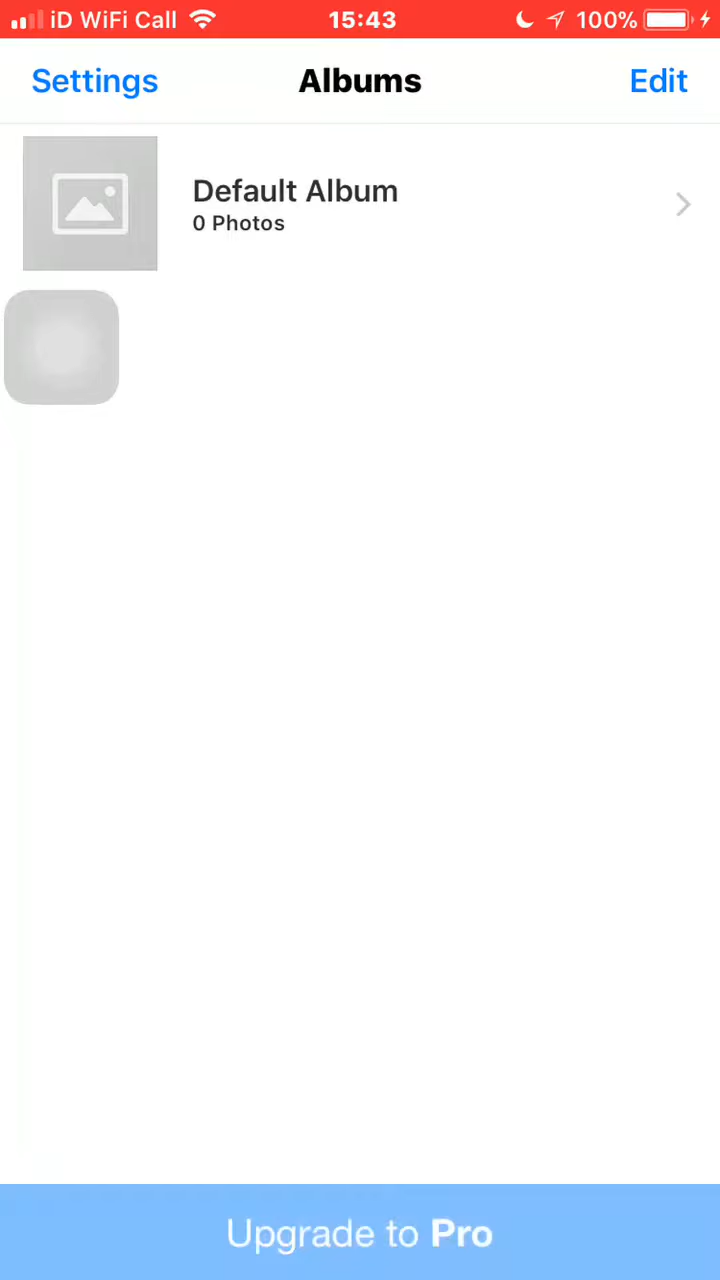 iD WiFi Call 15:43 100%
Settings Albums Edit
Default Album
0 Photos
Upgrade to Pro